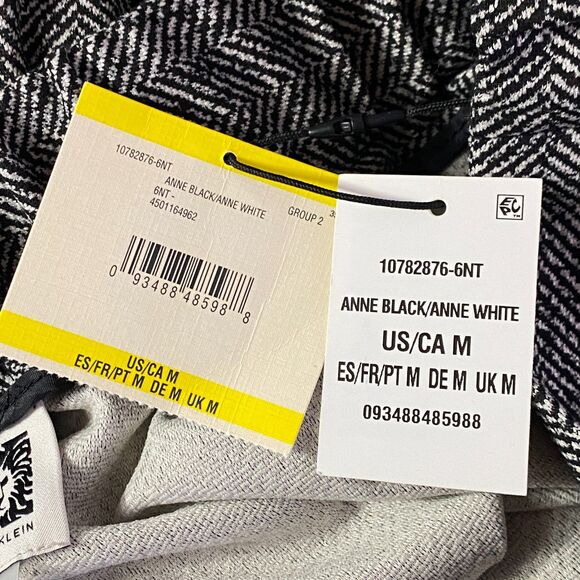 10782876-6NT
ANNE BLACK/ANNE WHITE
6NT -
4501164962
GROUP 2
0 93488 48598 8
US/CA M
ES/FR/PT M DE M UK M
10782876-6NT
ANNE BLACK/ANNE WHITE
US/CA M
ES/FR/PT M DE M UK M
093488485988
KLEIN